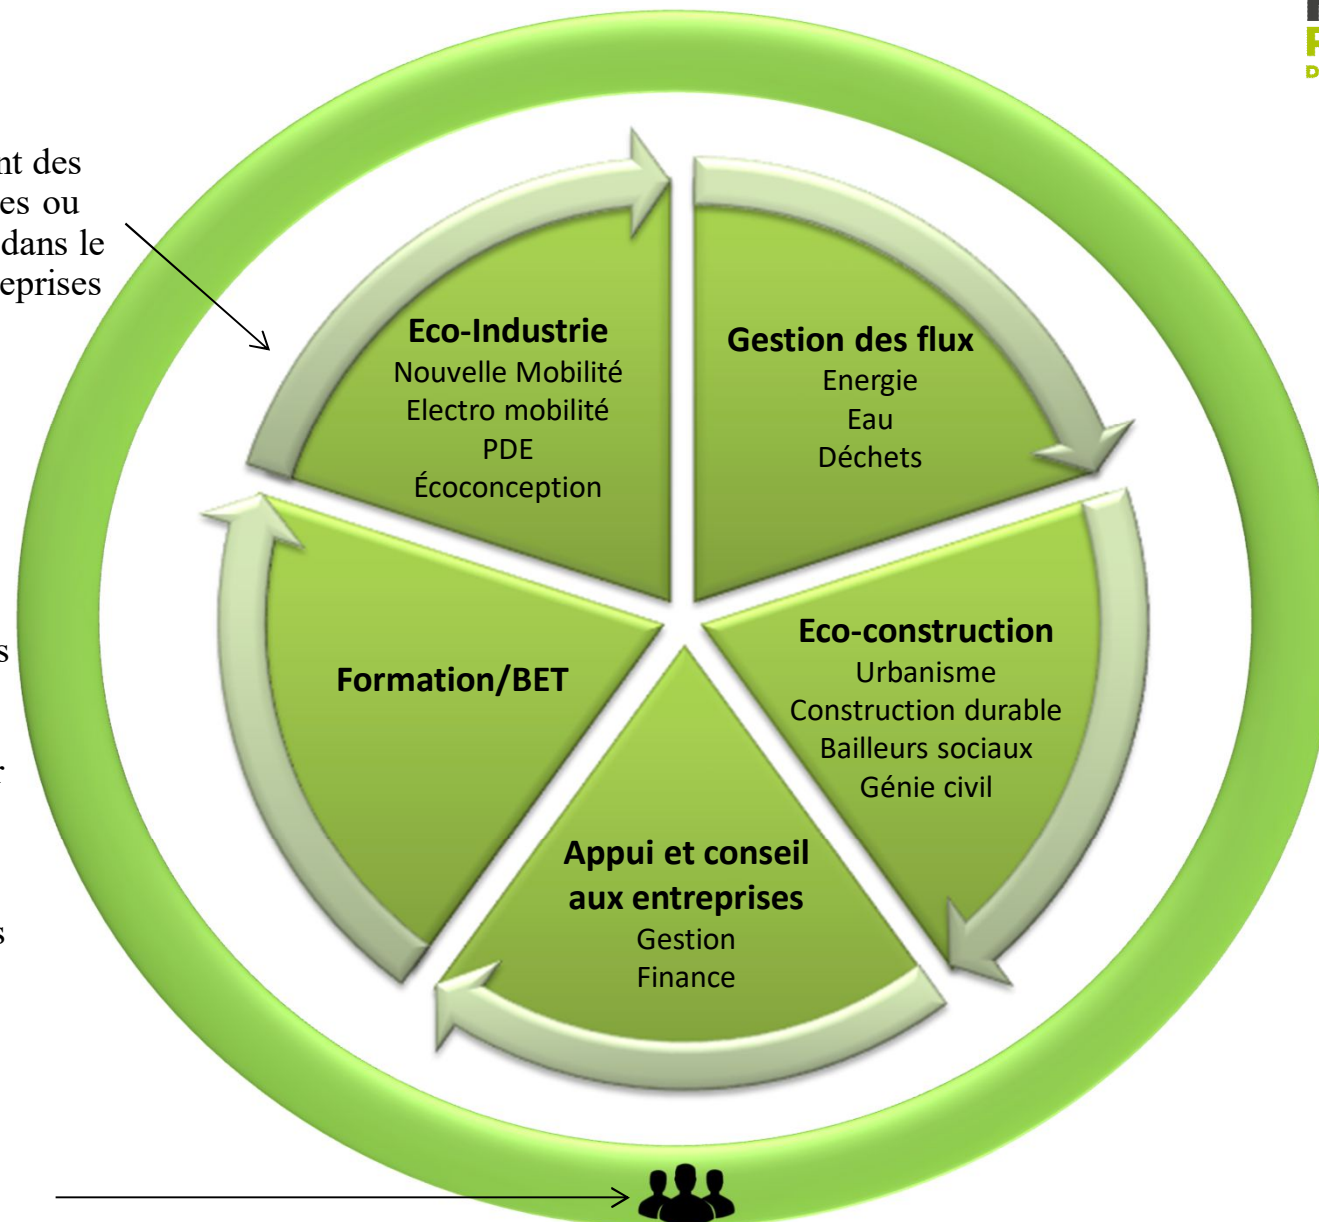 nt des
es ou
dans le
reprises
s
r
s
Eco-Industrie
Nouvelle Mobilité
Electro mobilité
PDE
Écoconception
Gestion des flux
Energie
Eau
Déchets
Eco-construction
Urbanisme
Construction durable
Bailleurs sociaux
Génie civil
Appui et conseil
aux entreprises
Gestion
Finance
Formation/BET